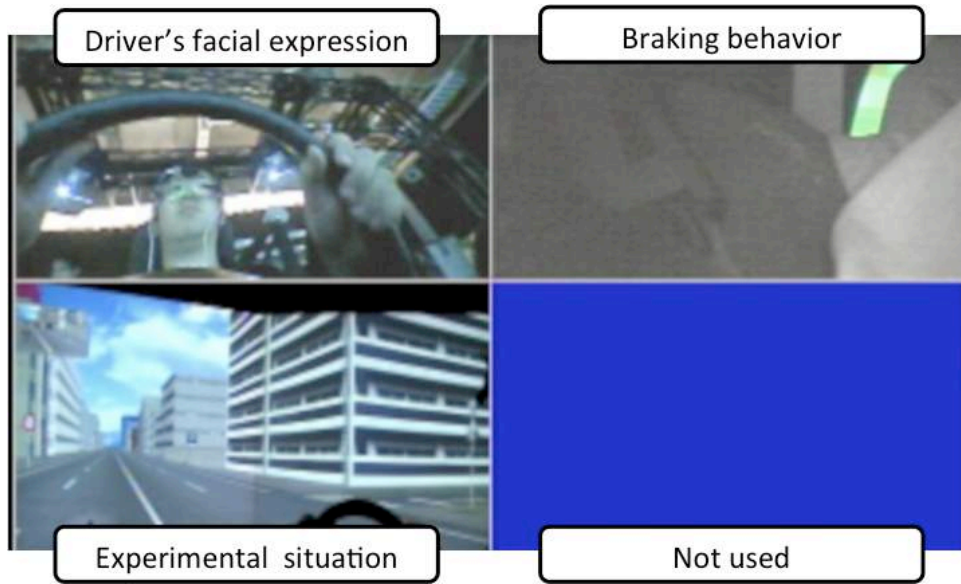 Driver's facial expression
Braking behavior
Experimental situation
Not used